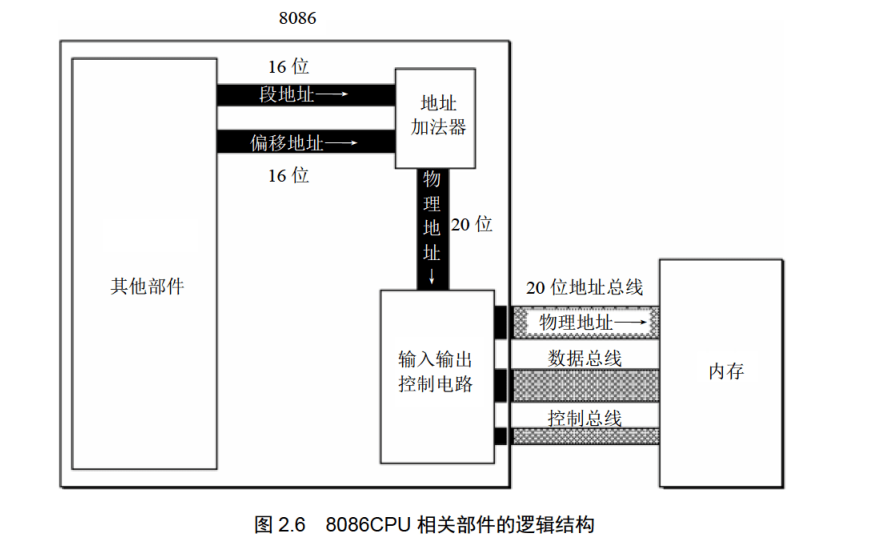 8086
16 位
段地址
地址
加法器
偏移地址
16 位
物理地址
20 位
其他部件
20 位地址总线
物理地址
输入输出
控制电路
数据总线
内存
控制总线
图 2.6 8086CPU 相关部件的逻辑结构